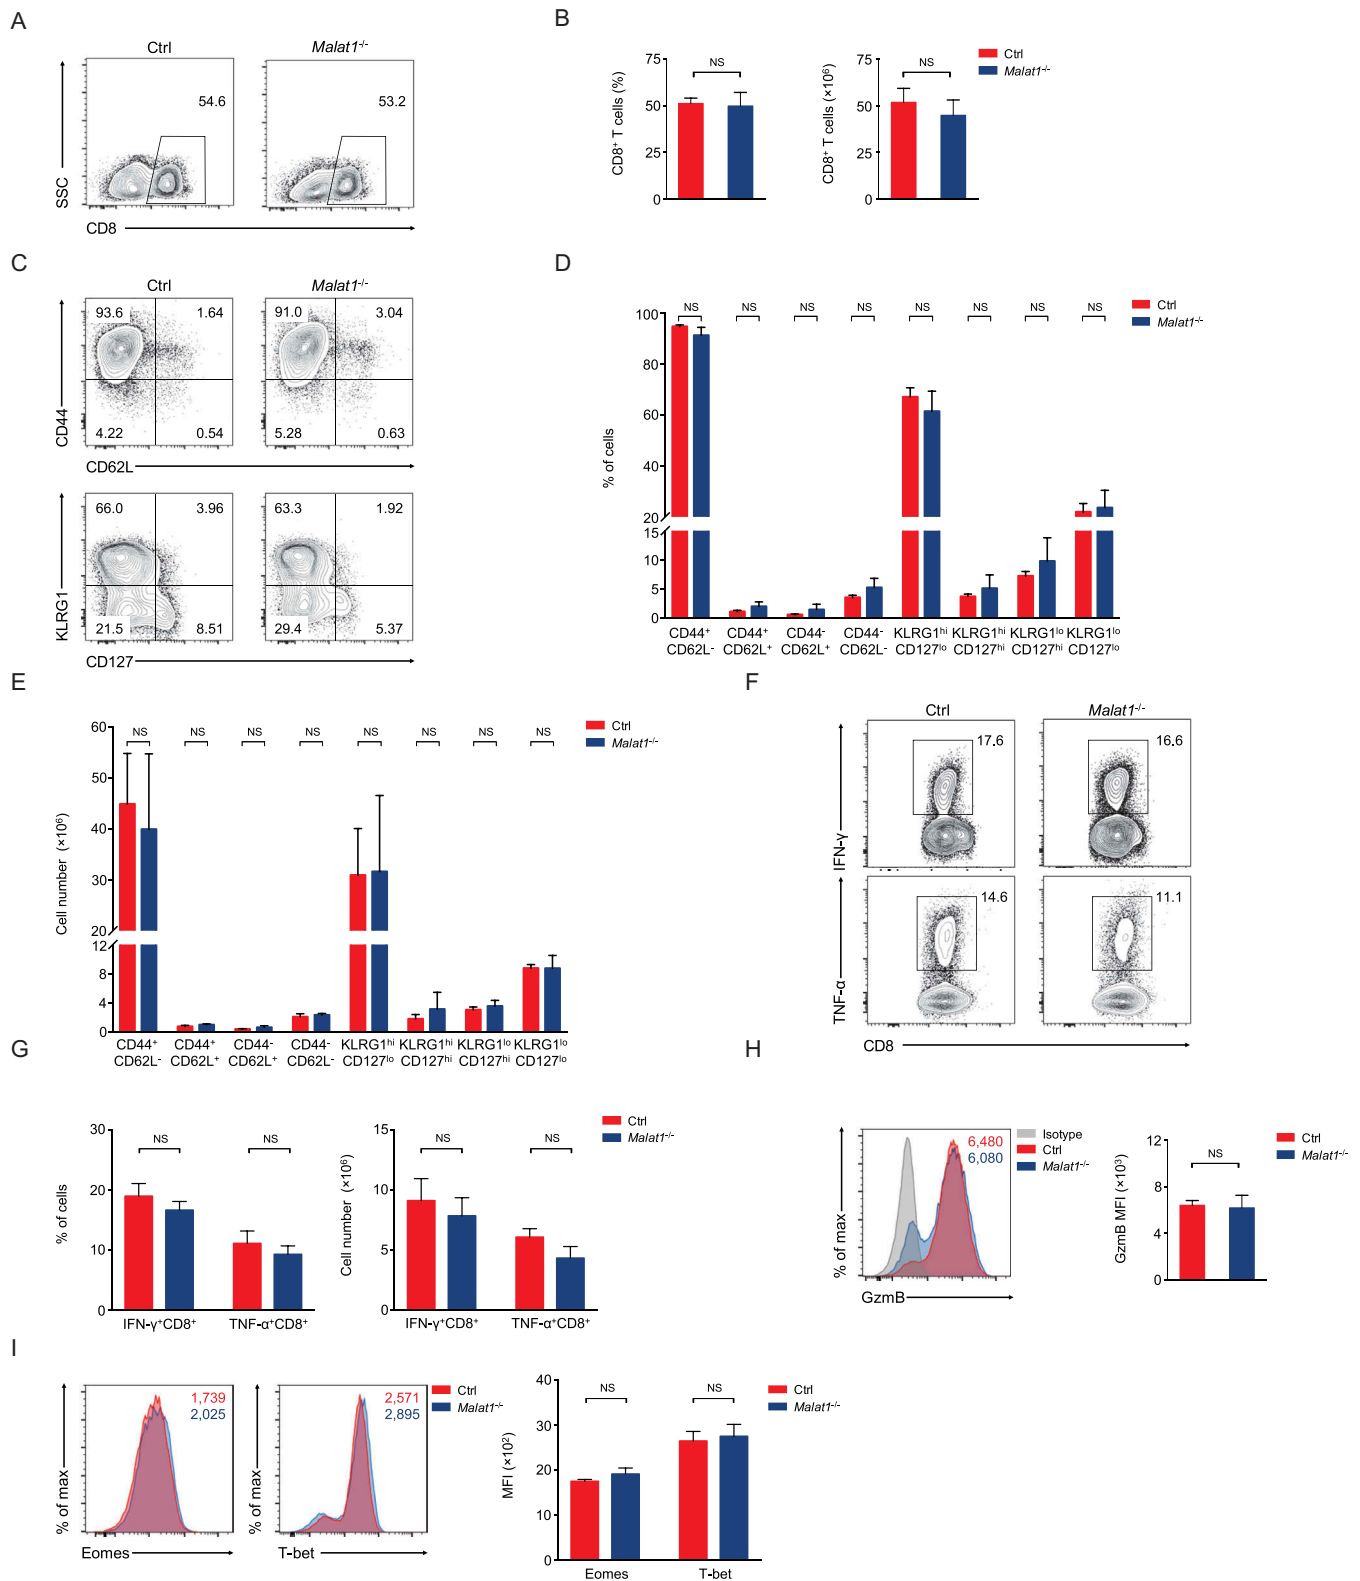 A
Ctrl
Malat1-/-
54.6
53.2
SSC
CD8
B
Ctrl
Malat1-/-
75
50
25
0
CD8+ T cells (%)
NS
75
50
25
0
CD8+ T cells (×10⁶)
NS
C
Ctrl
Malat1-/-
93.6 1.64
4.22 0.54
91.0 3.04
5.28 0.63
CD44
CD62L
66.0 3.96
21.5 8.51
63.3 1.92
29.4 5.37
KLRG1
CD127
D
Ctrl
Malat1-/-
NS NS NS NS NS NS NS NS
100
80
60
40
20
15
10
5
0
% of cells
CD44+ CD44+ CD44- CD44- KLRG1hi KLRG1hi KLRG1lo KLRG1lo
CD62L- CD62L+ CD62L+ CD62L- CD127lo CD127hi CD127hi CD127lo
E
Ctrl
Malat1-/-
NS NS NS NS NS NS NS NS
60
50
40
30
20
12
8
4
0
Cell number (×10⁶)
CD44+ CD44+ CD44- CD44- KLRG1hi KLRG1hi KLRG1lo KLRG1lo
CD62L- CD62L+ CD62L+ CD62L- CD127lo CD127hi CD127hi CD127lo
F
Ctrl
Malat1-/-
17.6
16.6
IFN-γ
14.6
11.1
TNF-α
CD8
G
Ctrl
Malat1-/-
30
20
10
0
% of cells
NS NS
IFN-γ+CD8+ TNF-α+CD8+
15
10
5
0
Cell number (×10⁶)
NS NS
IFN-γ+CD8+ TNF-α+CD8+
H
Isotype
Ctrl
Malat1-/-
6,480
6,080
% of max
GzmB
12
9
6
3
0
GzmB MFI (×10³)
NS
Ctrl
Malat1-/-
I
1,739
2,025
% of max
Eomes
2,571
2,895
% of max
T-bet
Ctrl
Malat1-/-
40
30
20
10
0
MFI (×10²)
NS NS
Eomes T-bet
Ctrl
Malat1-/-